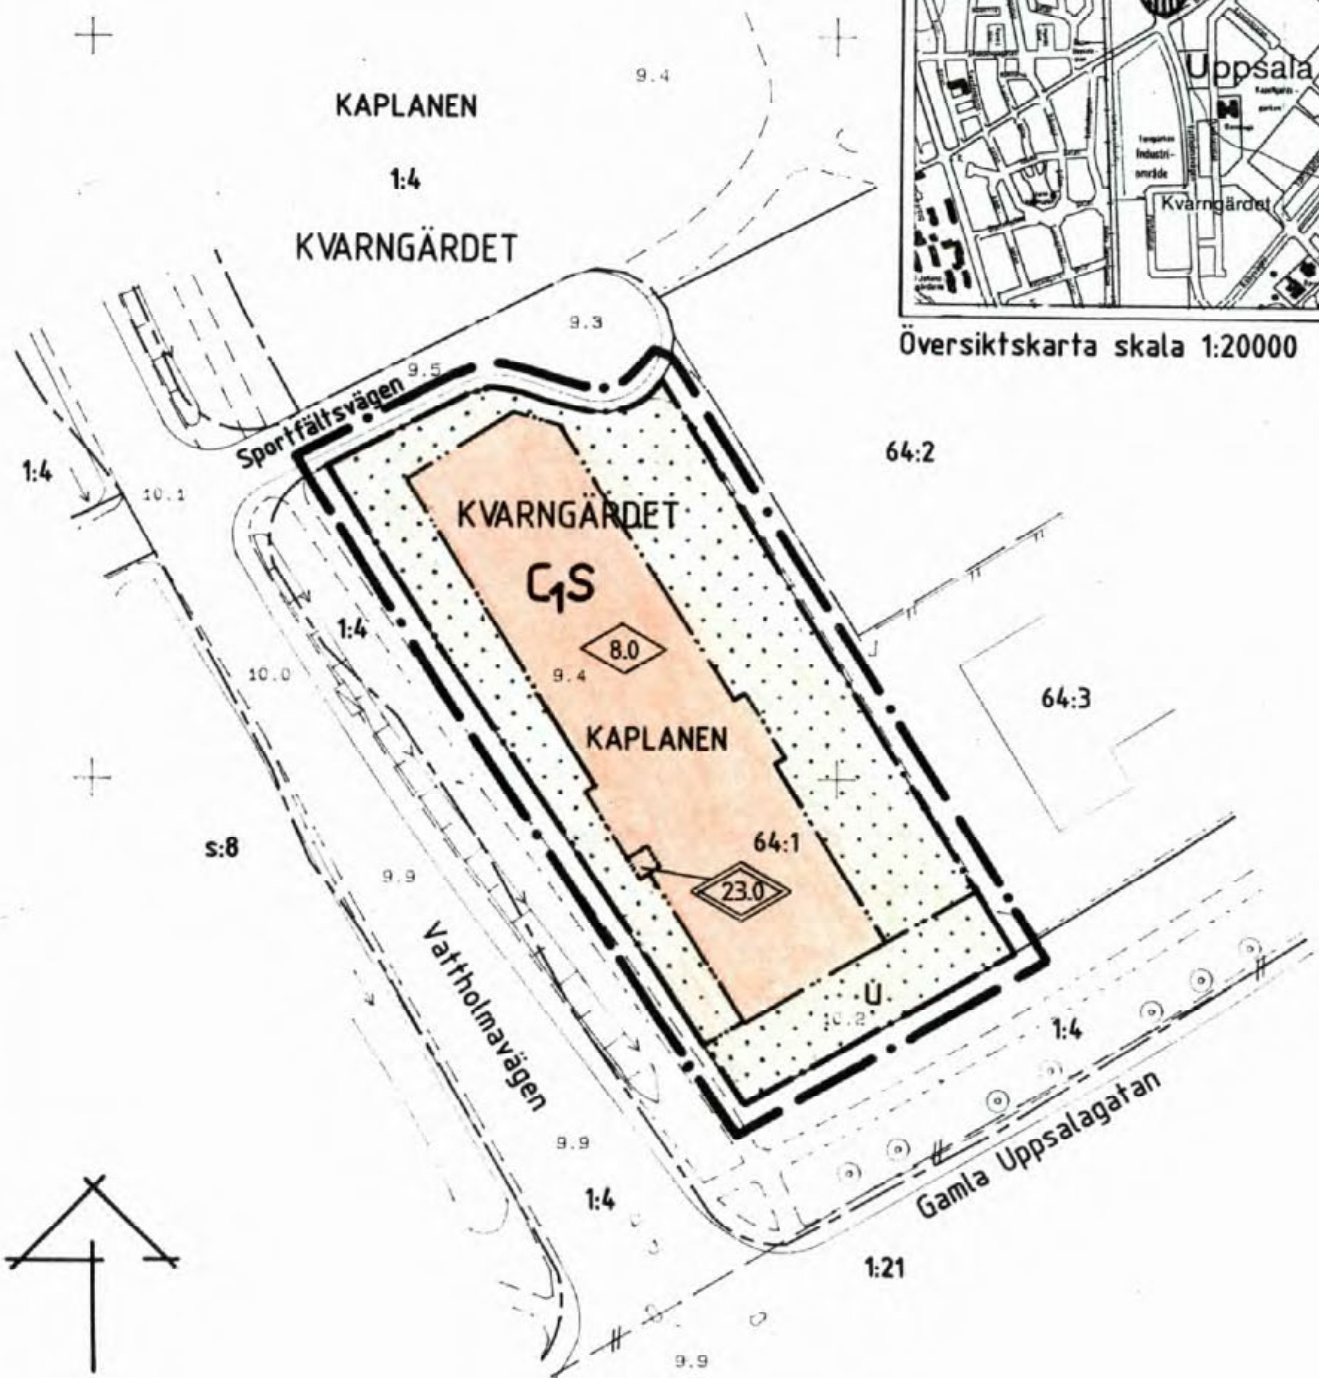 KAPLANEN
9.4
1:4
KVARNGÄRDET
Uppsala
Industri-
område
Kvarngärdet
Översiktskarta skala 1:20000
9.3
9.5
Sportfältsvägen
1:4
10.1
64:2
KVARNGÄRDET
C1S
1:4
8.0
10.0
9.4
64:3
KAPLANEN
s:8
64:1
9.9
23.0
Vattholmavägen
U
10.2
1:4
Gamla Uppsalagatan
9.9
1:4
1:21
9.9